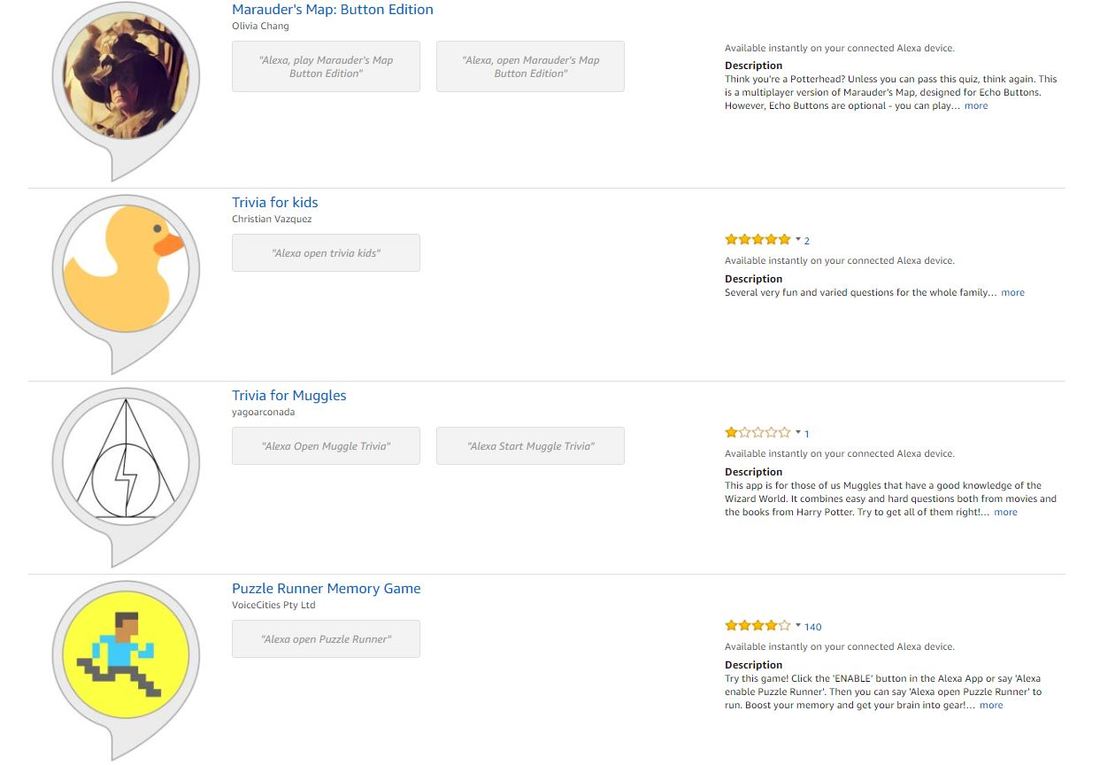 Marauder's Map: Button Edition
Olivia Chang
"Alexa, play Marauder's Map
Button Edition"
"Alexa, open Marauder's Map
Button Edition"
Available instantly on your connected Alexa device.
Description
Think you're a Potterhead? Unless you can pass this quiz, think again. This
is a multiplayer version of Marauder's Map, designed for Echo Buttons.
However, Echo Buttons are optional - you can play... more
Trivia for kids
Christian Vazquez
"Alexa open trivia kids"
2
Available instantly on your connected Alexa device.
Description
Several very fun and varied questions for the whole family... more
Trivia for Muggles
yagoarconada
"Alexa Open Muggle Trivia"
"Alexa Start Muggle Trivia"
1
Available instantly on your connected Alexa device.
Description
This app is for those of us Muggles that have a good knowledge of the
Wizard World. It combines easy and hard questions both from movies and
the books from Harry Potter. Try to get all of them right!... more
Puzzle Runner Memory Game
VoiceCities Pty Ltd
"Alexa open Puzzle Runner"
140
Available instantly on your connected Alexa device.
Description
Try this game! Click the 'ENABLE' button in the Alexa App or say 'Alexa
enable Puzzle Runner'. Then you can say 'Alexa open Puzzle Runner' to
run. Boost your memory and get your brain into gear!... more